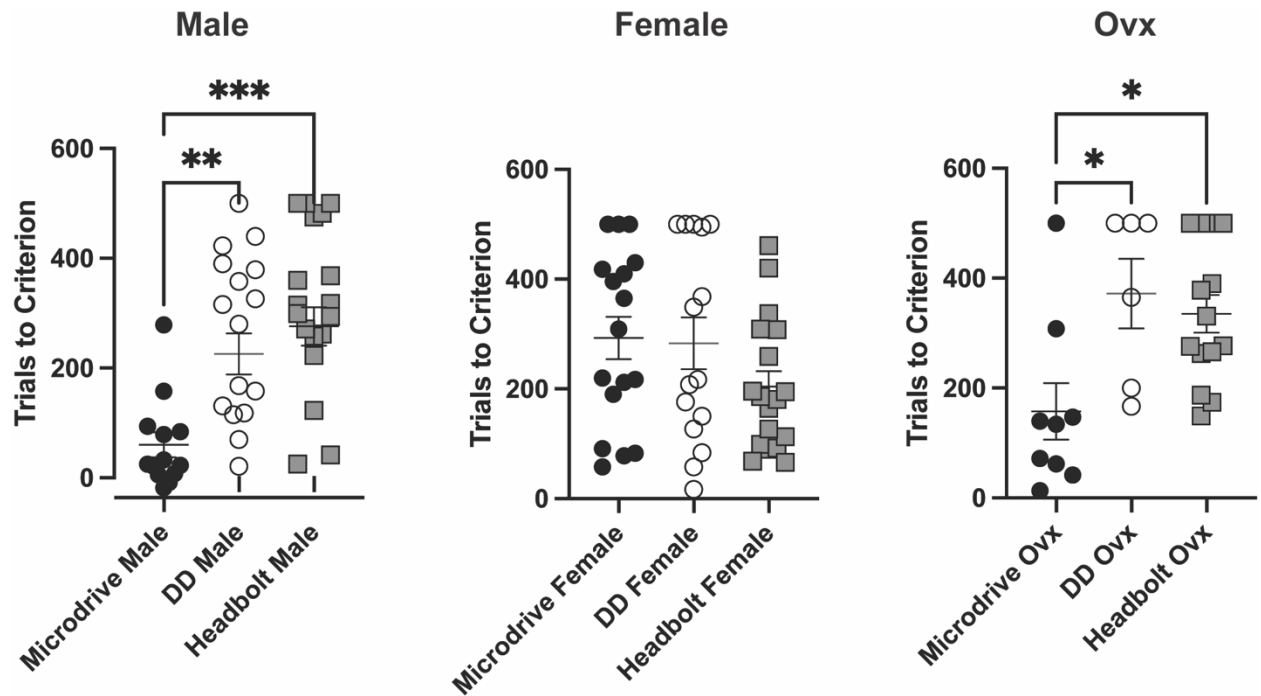 Male
***
**
600
400
200
0
Trials to Criterion
Microdrive Male
DD Male
Headbolt Male
Female
600
400
200
0
Trials to Criterion
Microdrive Female
DD Female
Headbolt Female
Ovx
*
*
600
400
200
0
Trials to Criterion
Microdrive Ovx
DD Ovx
Headbolt Ovx